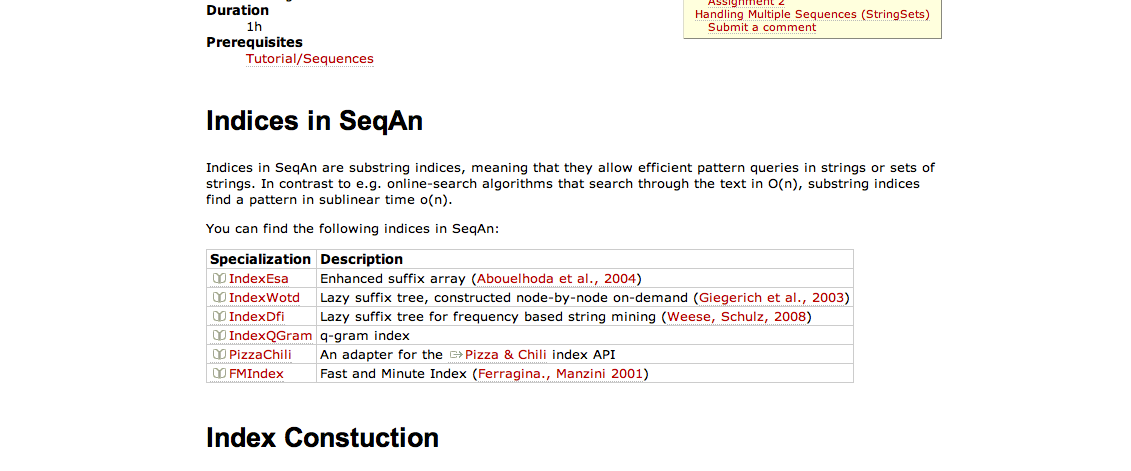 Duration
1h
Prerequisites
Tutorial/Sequences
Assignment 2
Handling Multiple Sequences (StringSets)
Submit a comment
Indices in SeqAn
Indices in SeqAn are substring indices, meaning that they allow efficient pattern queries in strings or sets of
strings. In contrast to e.g. online-search algorithms that search through the text in O(n), substring indices
find a pattern in sublinear time o(n).
You can find the following indices in SeqAn:
Specialization Description
IndexEsa Enhanced suffix array (Abouelhoda et al., 2004)
IndexWotd Lazy suffix tree, constructed node-by-node on-demand (Giegerich et al., 2003)
IndexDfi Lazy suffix tree for frequency based string mining (Weese, Schulz, 2008)
IndexQGram q-gram index
PizzaChili An adapter for the Pizza & Chili index API
FMIndex Fast and Minute Index (Ferragina., Manzini 2001)
Index Constuction